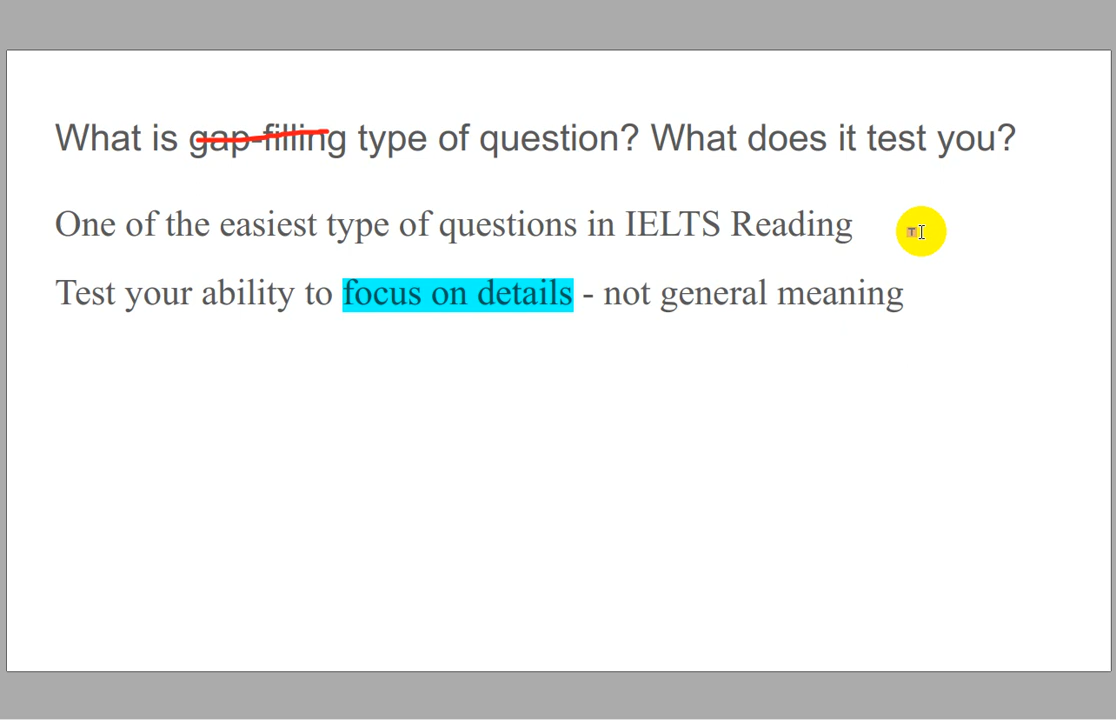 What is gap-filling type of question? What does it test you?
One of the easiest type of questions in IELTS Reading
Test your ability to focus on details - not general meaning